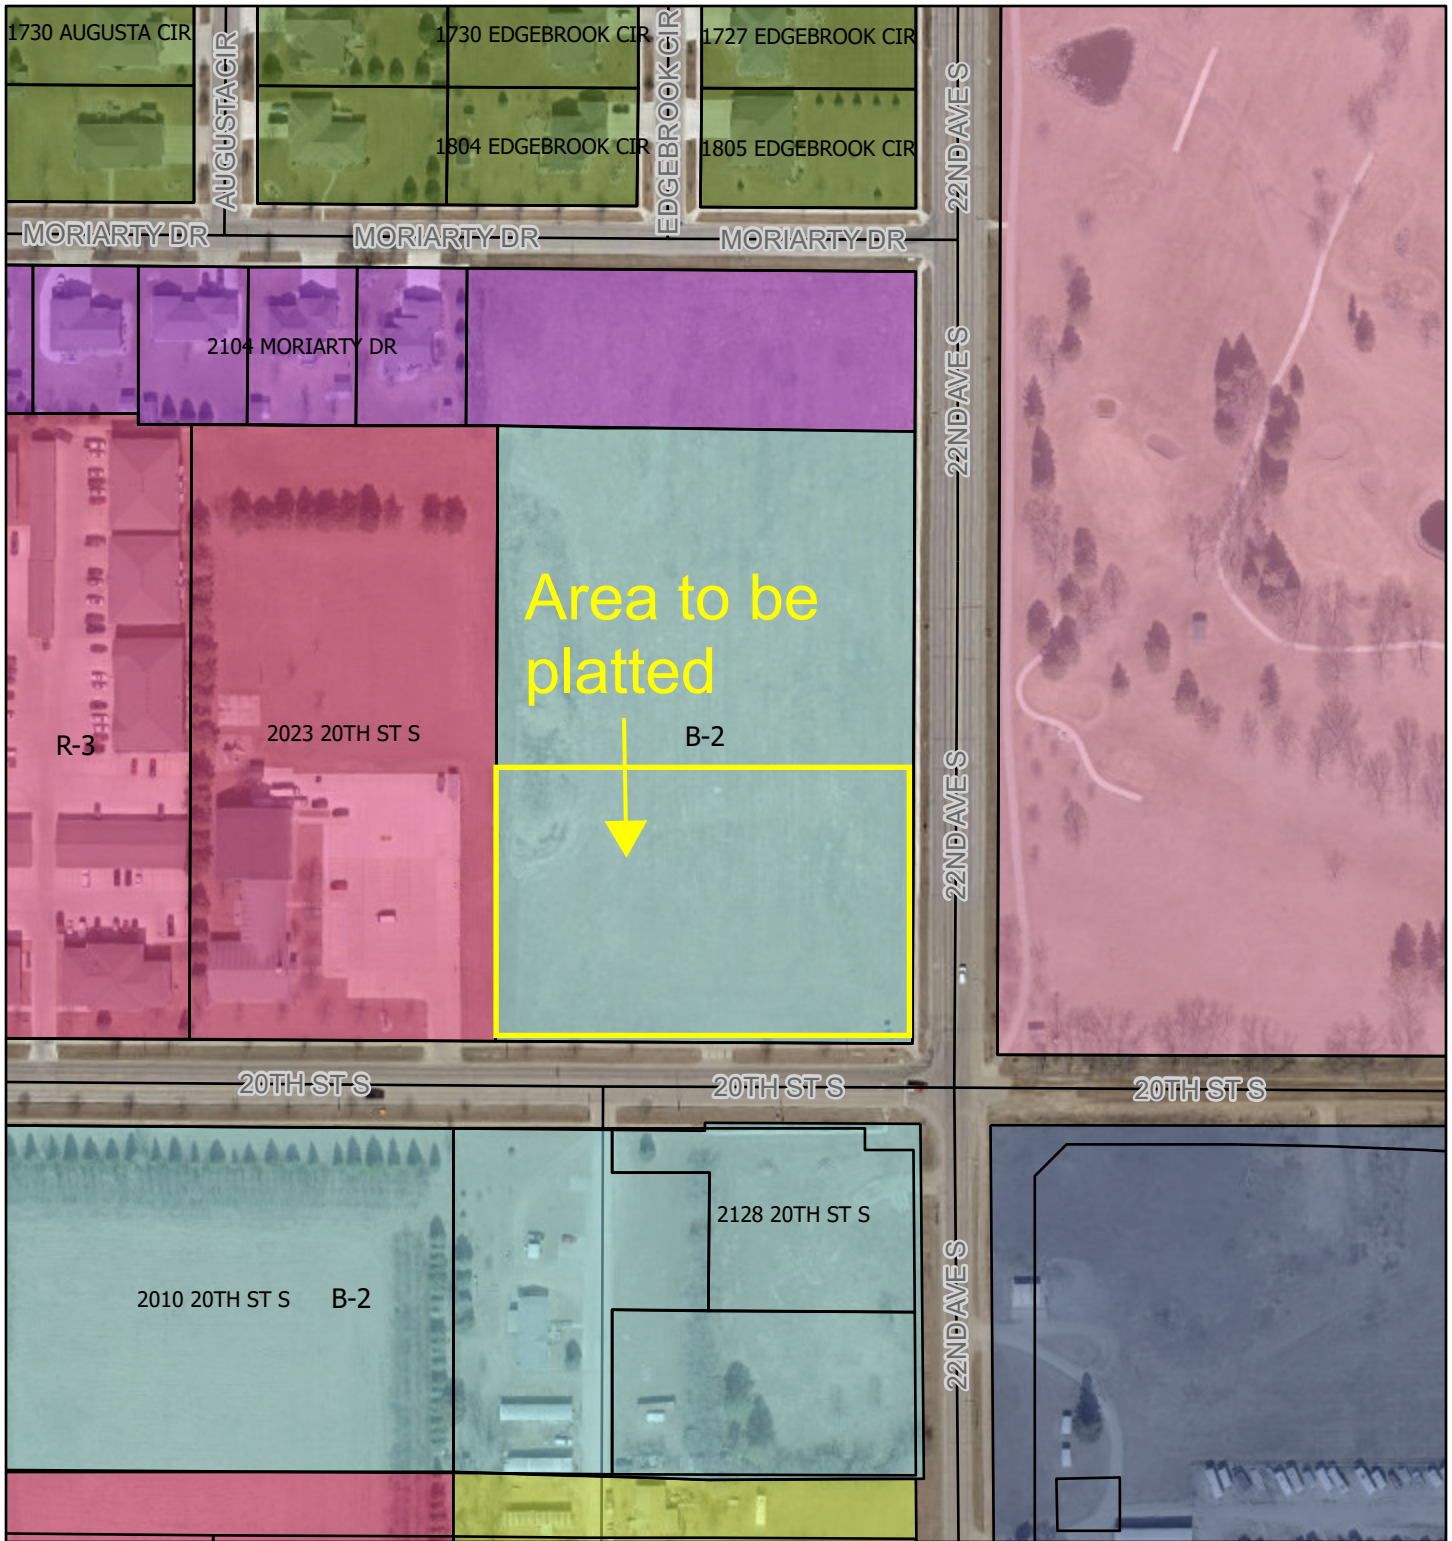 1730 AUGUSTA CIR
AUGUSTA CIR
1730 EDGEBROOK CIR
EDGEBROOK CIR
1727 EDGEBROOK CIR
22ND AVE S
1804 EDGEBROOK CIR
1805 EDGEBROOK CIR
MORIARTY DR
MORIARTY DR
MORIARTY DR
2104 MORIARTY DR
22ND AVE S
Area to be
platted
R-3
2023 20TH ST S
B-2
22ND AVE S
20TH ST S
20TH ST S
20TH ST S
2128 20TH ST S
2010 20TH ST S
B-2
22ND AVE S